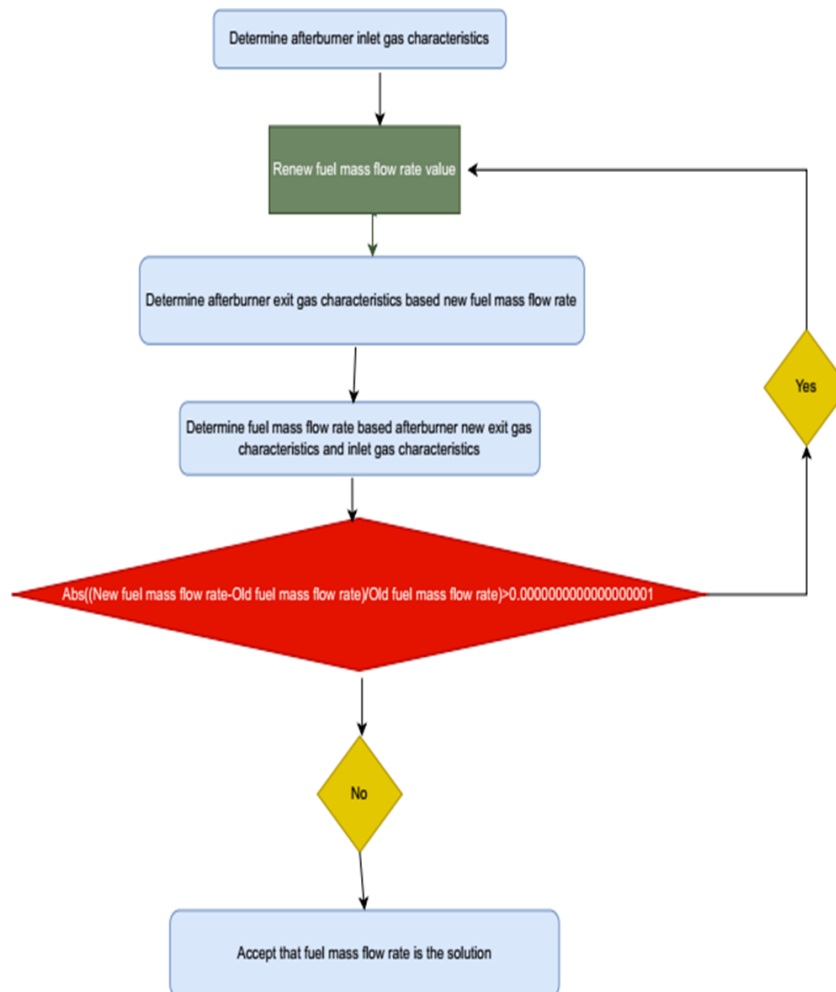 Determine afterburner inlet gas characteristics
Renew fuel mass flow rate value
Determine afterburner exit gas characteristics based new fuel mass flow rate
Yes
Determine fuel mass flow rate based afterburner new exit gas
characteristics and inlet gas characteristics
Abs((New fuel mass flow rate-Old fuel mass flow rate)/Old fuel mass flow rate)>0.0000000000000000001
No
Accept that fuel mass flow rate is the solution